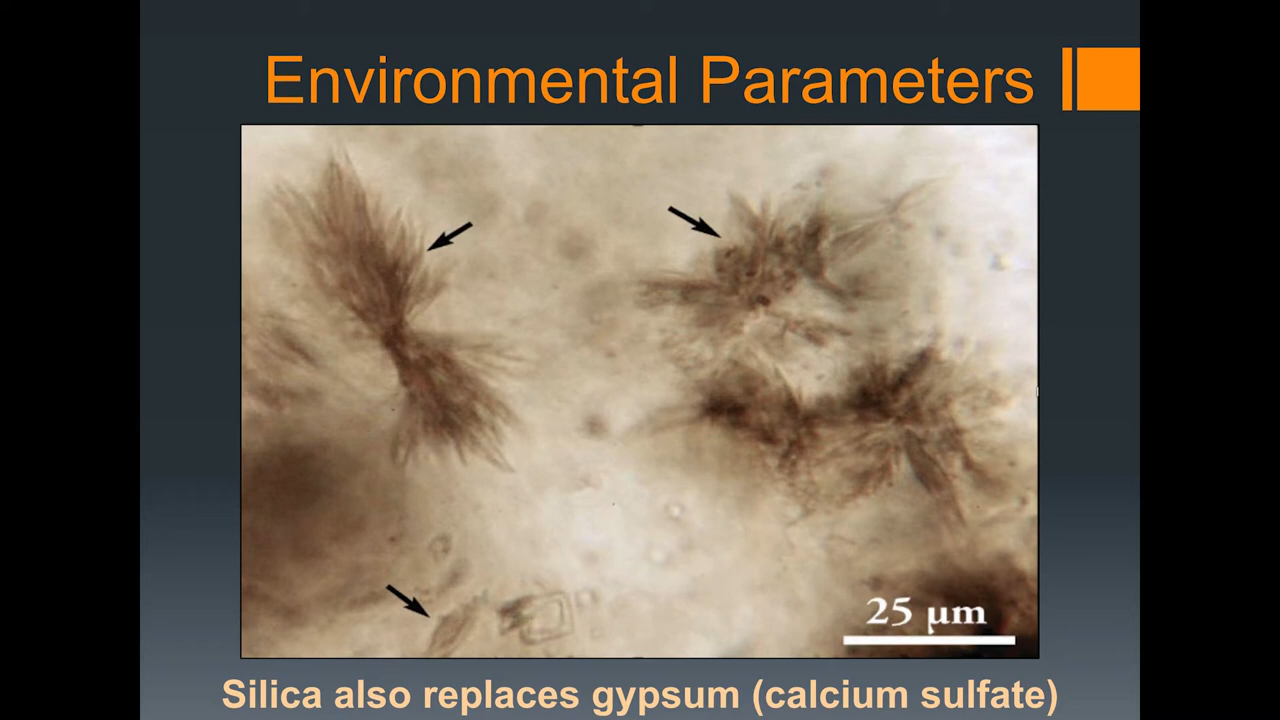 Environmental Parameters
25 μm
Silica also replaces gypsum (calcium sulfate)